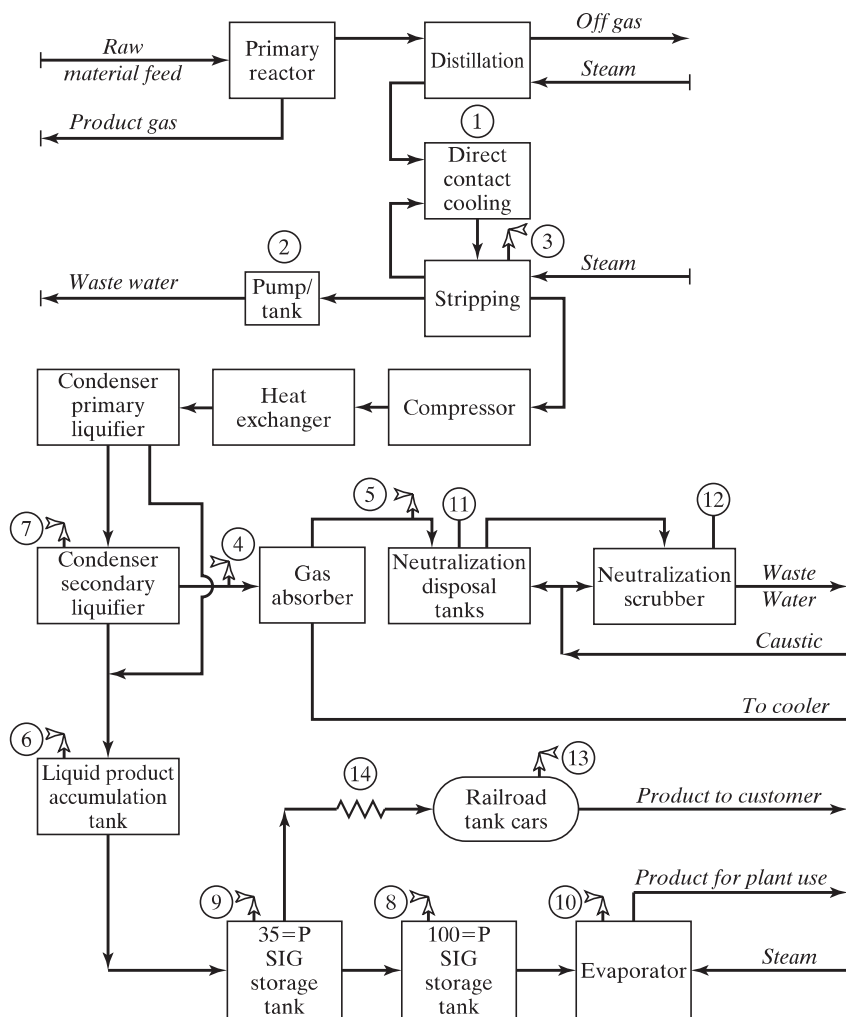 Raw
material feed
Primary
reactor
Distillation
Off gas
Steam
Product gas
1
Direct
contact
cooling
2
3
Waste water
Pump/
tank
Stripping
Steam
Condenser
primary
liquifier
Heat
exchanger
Compressor
7
Condenser
secondary
liquifier
4
Gas
absorber
5
11
Neutralization
disposal
tanks
12
Neutralization
scrubber
Waste
Water
Caustic
To cooler
6
Liquid product
accumulation
tank
14
Railroad
tank cars
13
Product to customer
9
35=P
SIG
storage
tank
8
100=P
SIG
storage
tank
10
Evaporator
Product for plant use
Steam